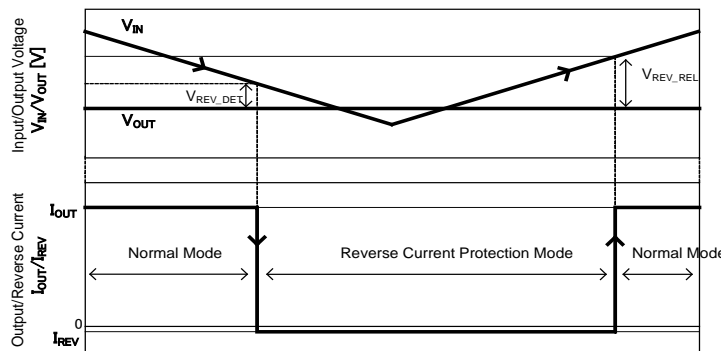 Input/Output Voltage
VIN/VOUT [V]
VIN
VREV_DET
VREV_REL
VOUT
Output/Reverse Current
IOUT/IREV
IOUT
Normal Mode
Reverse Current Protection Mode
Normal Mode
0
IREV